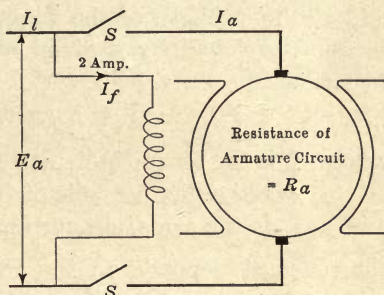 I_l
S
I_a
2 Amp.
I_f
E_a
Resistance of
Armature Circuit
= R_a
S